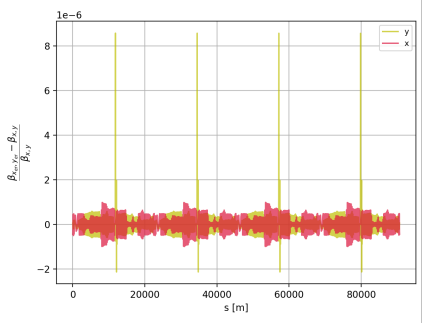 1e−6
8
6
4
2
0
−2
β_{x_m, y_m} − β_{x, y}
β_{x, y}
0
20000
40000
60000
80000
s [m]
y
x